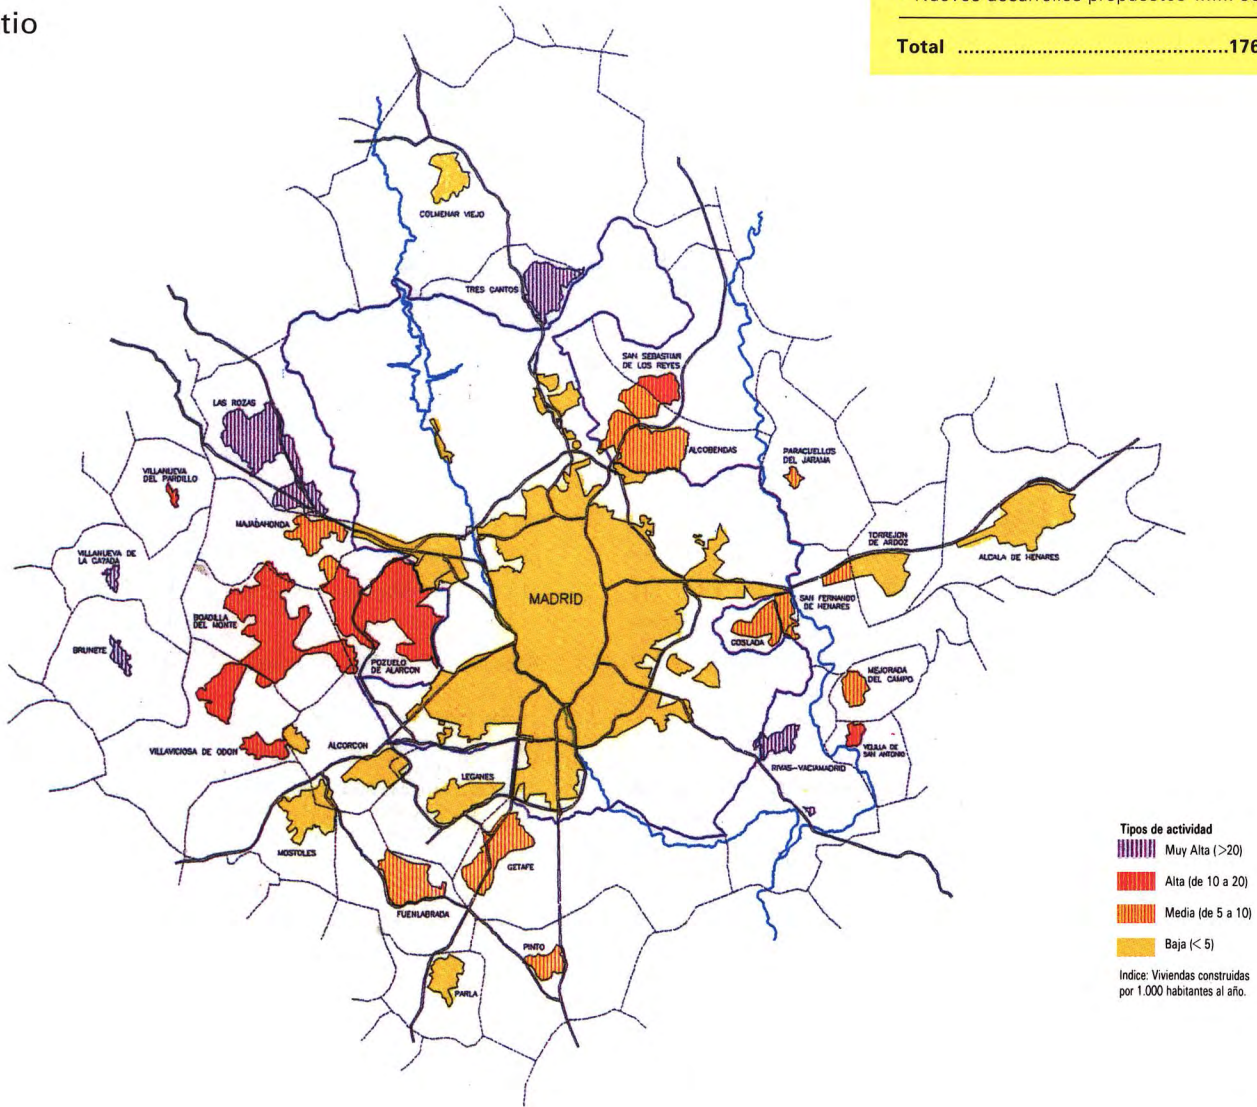 tio
Total ................................................176
COLMENAR VIEJO
TRES CANTOS
SAN SEBASTIAN
DE LOS REYES
LAS ROZAS
ALCOBENDAS
PARACUELLOS
DEL JARAMA
VILLANUEVA
DEL PARDILLO
MAJADAHONDA
TORREJON
DE ARDOZ
ALCALA DE HENARES
VILLANUEVA DE
LA CAÑADA
MADRID
SAN FERNANDO
DE HENARES
BOADILLA
DEL MONTE
COSLADA
BRUNETE
POZUELO
DE ALARCON
MEJORADA
DEL CAMPO
VILLAVICIOSA DE ODON
ALCORCON
VELILLA DE
SAN ANTONIO
RIVAS-VACIAMADRID
LEGANES
MOSTOLES
GETAFE
FUENLABRADA
PINTO
PARLA
Tipos de actividad
Muy Alta (>20)
Alta (de 10 a 20)
Media (de 5 a 10)
Baja (< 5)
Indice: Viviendas construidas
por 1.000 habitantes al año.